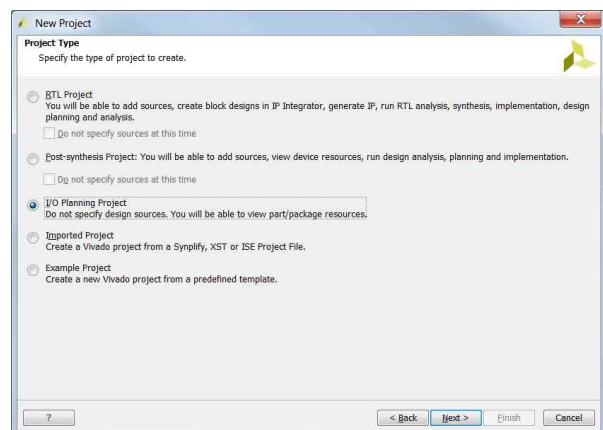 New Project
Project Type
Specify the type of project to create.
RTL Project
You will be able to add sources, create block designs in IP Integrator, generate IP, run RTL analysis, synthesis, implementation, design
planning and analysis.
Do not specify sources at this time
Post-synthesis Project: You will be able to add sources, view device resources, run design analysis, planning and implementation.
Do not specify sources at this time
I/O Planning Project
Do not specify design sources. You will be able to view part/package resources.
Imported Project
Create a Vivado project from a Synplify, XST or ISE Project File.
Example Project
Create a new Vivado project from a predefined template.
? < Back Next > Finish Cancel